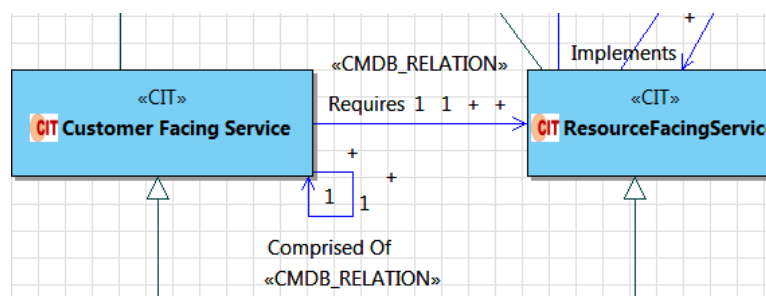 +
Implements
«CMDB_RELATION»
«CIT»
«CIT»
Requires 1 1 + +
CIT Customer Facing Service
CIT ResourceFacingServic
+
+
1
1
Comprised Of
«CMDB_RELATION»